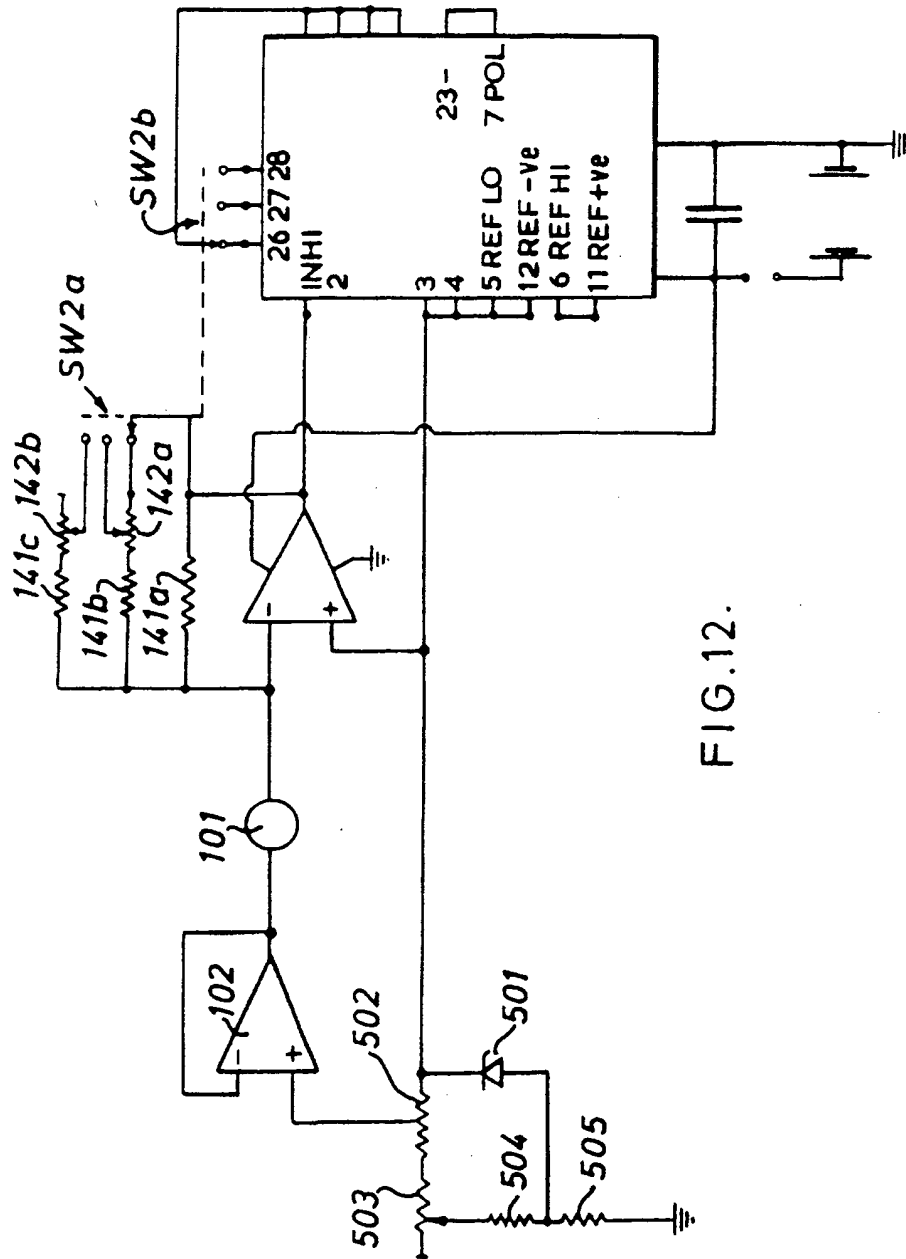 SW2b
SW2a
141c
142b
141b
142a
141a
26
27
28
INHI
2
23-
7 POL
3
4
5 REF LO
12 REF -ve
6 REF HI
11 REF+ve
-
+
101
102
-
+
502
501
503
504
505
FIG.12.